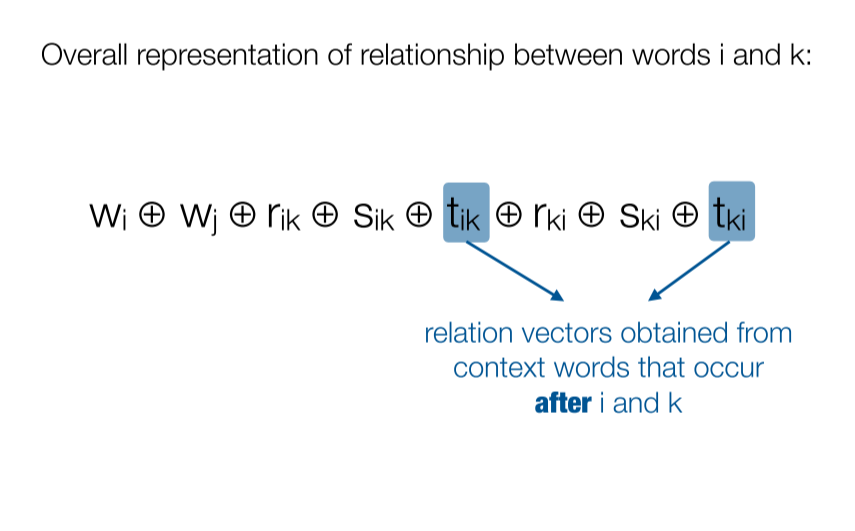 Overall representation of relationship between words i and k:
wᵢ ⊕ wⱼ ⊕ rᵢₖ ⊕ sᵢₖ ⊕ tᵢₖ ⊕ rₖᵢ ⊕ sₖᵢ ⊕ tₖᵢ
relation vectors obtained from
context words that occur
after i and k